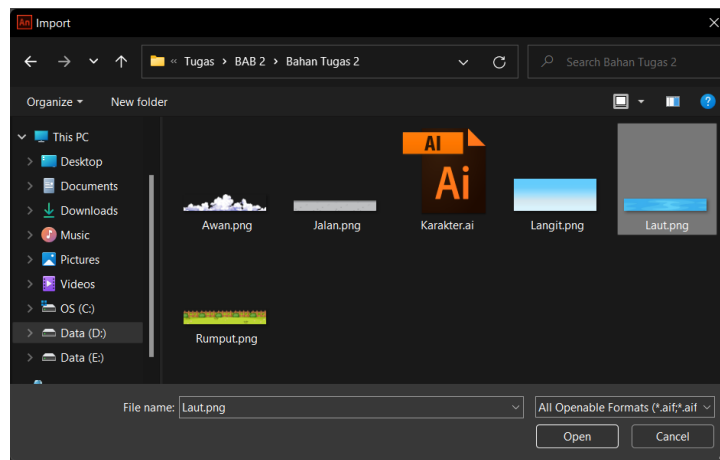 An Import
« Tugas > BAB 2 > Bahan Tugas 2
Search Bahan Tugas 2
Organize
New folder
This PC
Desktop
Documents
Downloads
Music
Pictures
Videos
OS (C:)
Data (D:)
Data (E:)
AI
Ai
Awan.png
Jalan.png
Karakter.ai
Langit.png
Laut.png
Rumput.png
File name: Laut.png
All Openable Formats (*.aif;*.aif
Open
Cancel